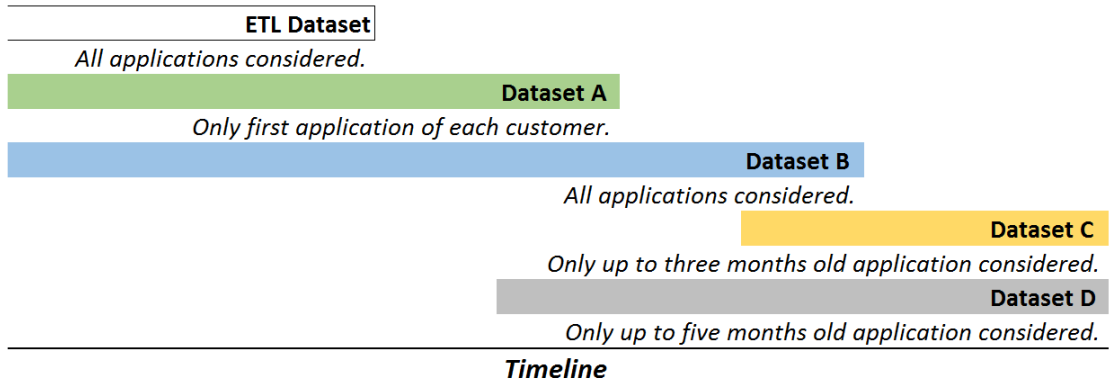 ETL Dataset
All applications considered.
Dataset A
Only first application of each customer.
Dataset B
All applications considered.
Dataset C
Only up to three months old application considered.
Dataset D
Only up to five months old application considered.
Timeline